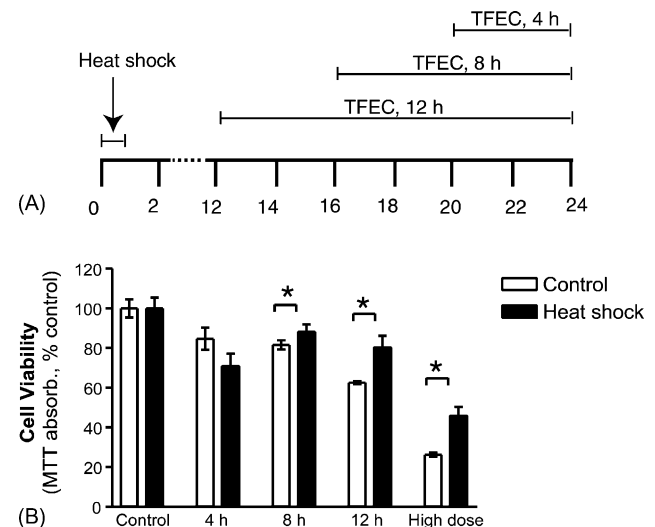 TFEC, 4 h
Heat shock
TFEC, 8 h
TFEC, 12 h
(A)
0 2 12 14 16 18 20 22 24
Cell Viability
(MTT absorb., % control)
120
100
80
60
40
20
0
* * *
Control
Heat shock
Control 4 h 8 h 12 h High dose
(B)